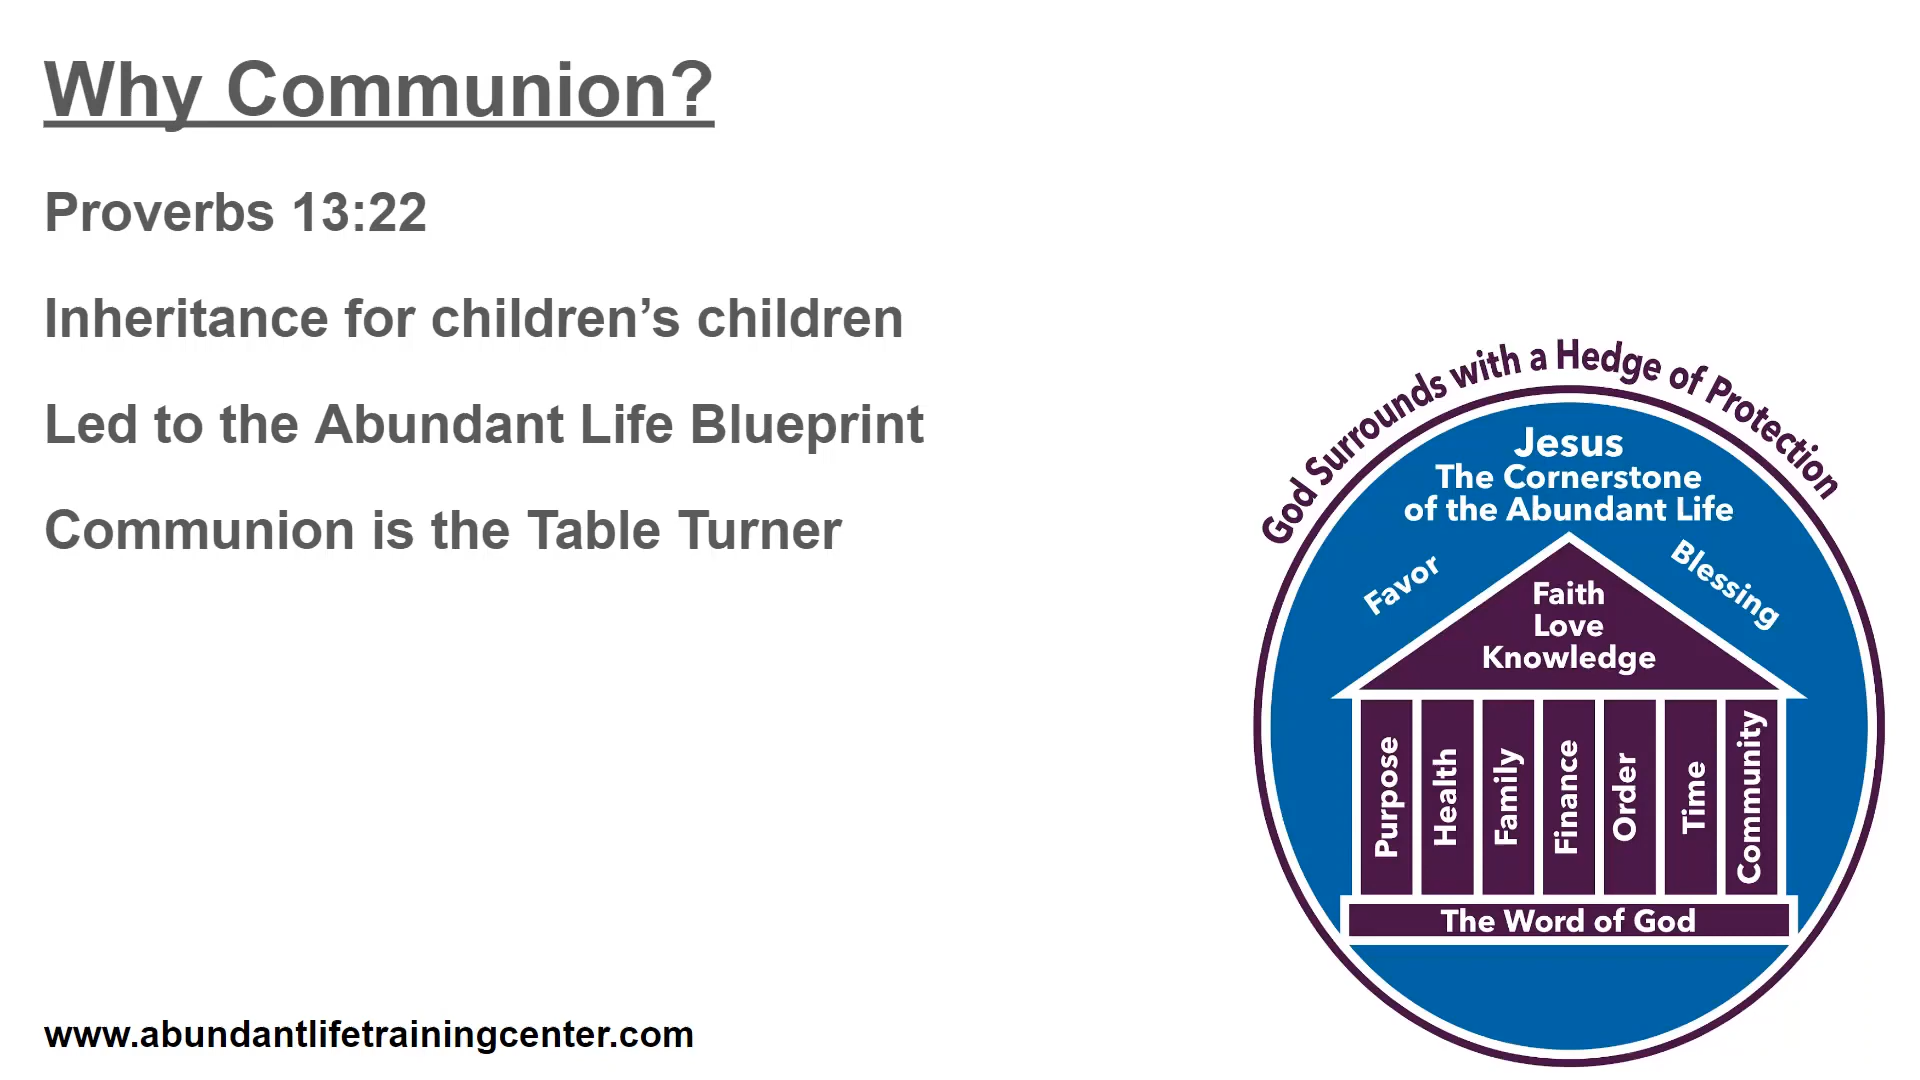 Why Communion?
Proverbs 13:22
Inheritance for children’s children
Led to the Abundant Life Blueprint
Communion is the Table Turner
God Surrounds with a Hedge of Protection
Jesus
The Cornerstone
of the Abundant Life
Favor
Blessing
Faith
Love
Knowledge
Purpose
Health
Family
Finance
Order
Time
Community
The Word of God
www.abundantlifetrainingcenter.com